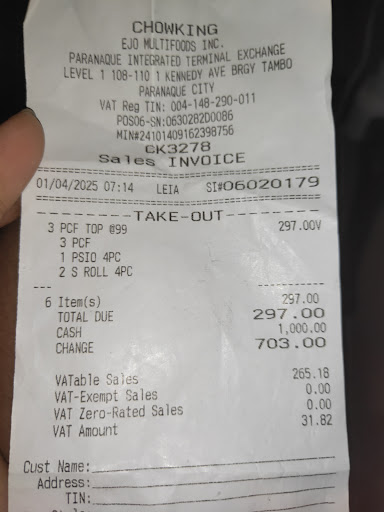 CHOWKING
EJO MULTIFOODS INC.
PARANAQUE INTEGRATED TERMINAL EXCHANGE
LEVEL 1 108-110 1 KENNEDY AVE BRGY TAMBO
PARANAQUE CITY
VAT Reg TIN: 004-148-290-011
POS06-SN:0630282D0086
MIN#24101409162398756
CK3278
Sales INVOICE
01/04/2025 07:14 LEIA SI#06020179
--------TAKE-OUT--------
3 PCF TOP @99 297.00V
3 PCF
1 PSIO 4PC
2 S ROLL 4PC
6 Item(s) 297.00
TOTAL DUE 297.00
CASH 1,000.00
CHANGE 703.00
VATable Sales 265.18
VAT-Exempt Sales 0.00
VAT Zero-Rated Sales 0.00
VAT Amount 31.82
Cust Name:
Address:
TIN: